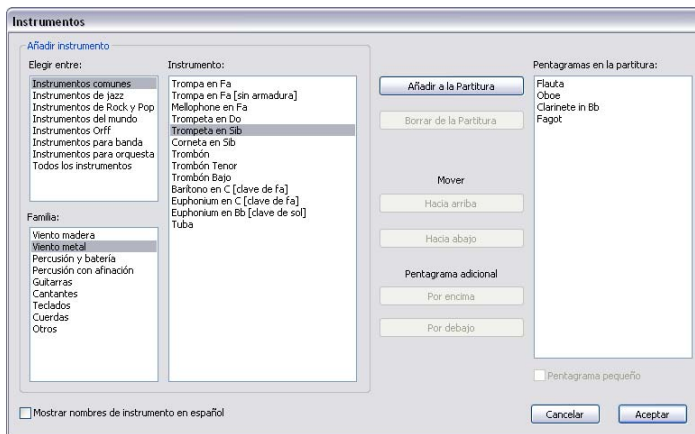 Instrumentos
Añadir instrumento
Elegir entre:
Instrumentos comunes
Instrumentos de jazz
Instrumentos de Rock y Pop
Instrumentos del mundo
Instrumentos Orff
Instrumentos para banda
Instrumentos para orquesta
Todos los instrumentos
Familia:
Viento madera
Viento metal
Percusión y batería
Percusión con afinación
Guitarras
Cantantes
Teclados
Cuerdas
Otros
Instrumento:
Trompa en Fa
Trompa en Fa [sin armadura]
Mellophone en Fa
Trompeta en Do
Trompeta en Sib
Corneta en Sib
Trombón
Trombón Tenor
Trombón Bajo
Barítono en C [clave de fa]
Euphonium en C [clave de fa]
Euphonium en Bb [clave de sol]
Tuba
Añadir a la Partitura
Borrar de la Partitura
Mover
Hacia arriba
Hacia abajo
Pentagrama adicional
Por encima
Por debajo
Pentagramas en la partitura:
Flauta
Oboe
Clarinete in Bb
Fagot
Pentagrama pequeño
Mostrar nombres de instrumento en español
Cancelar
Aceptar